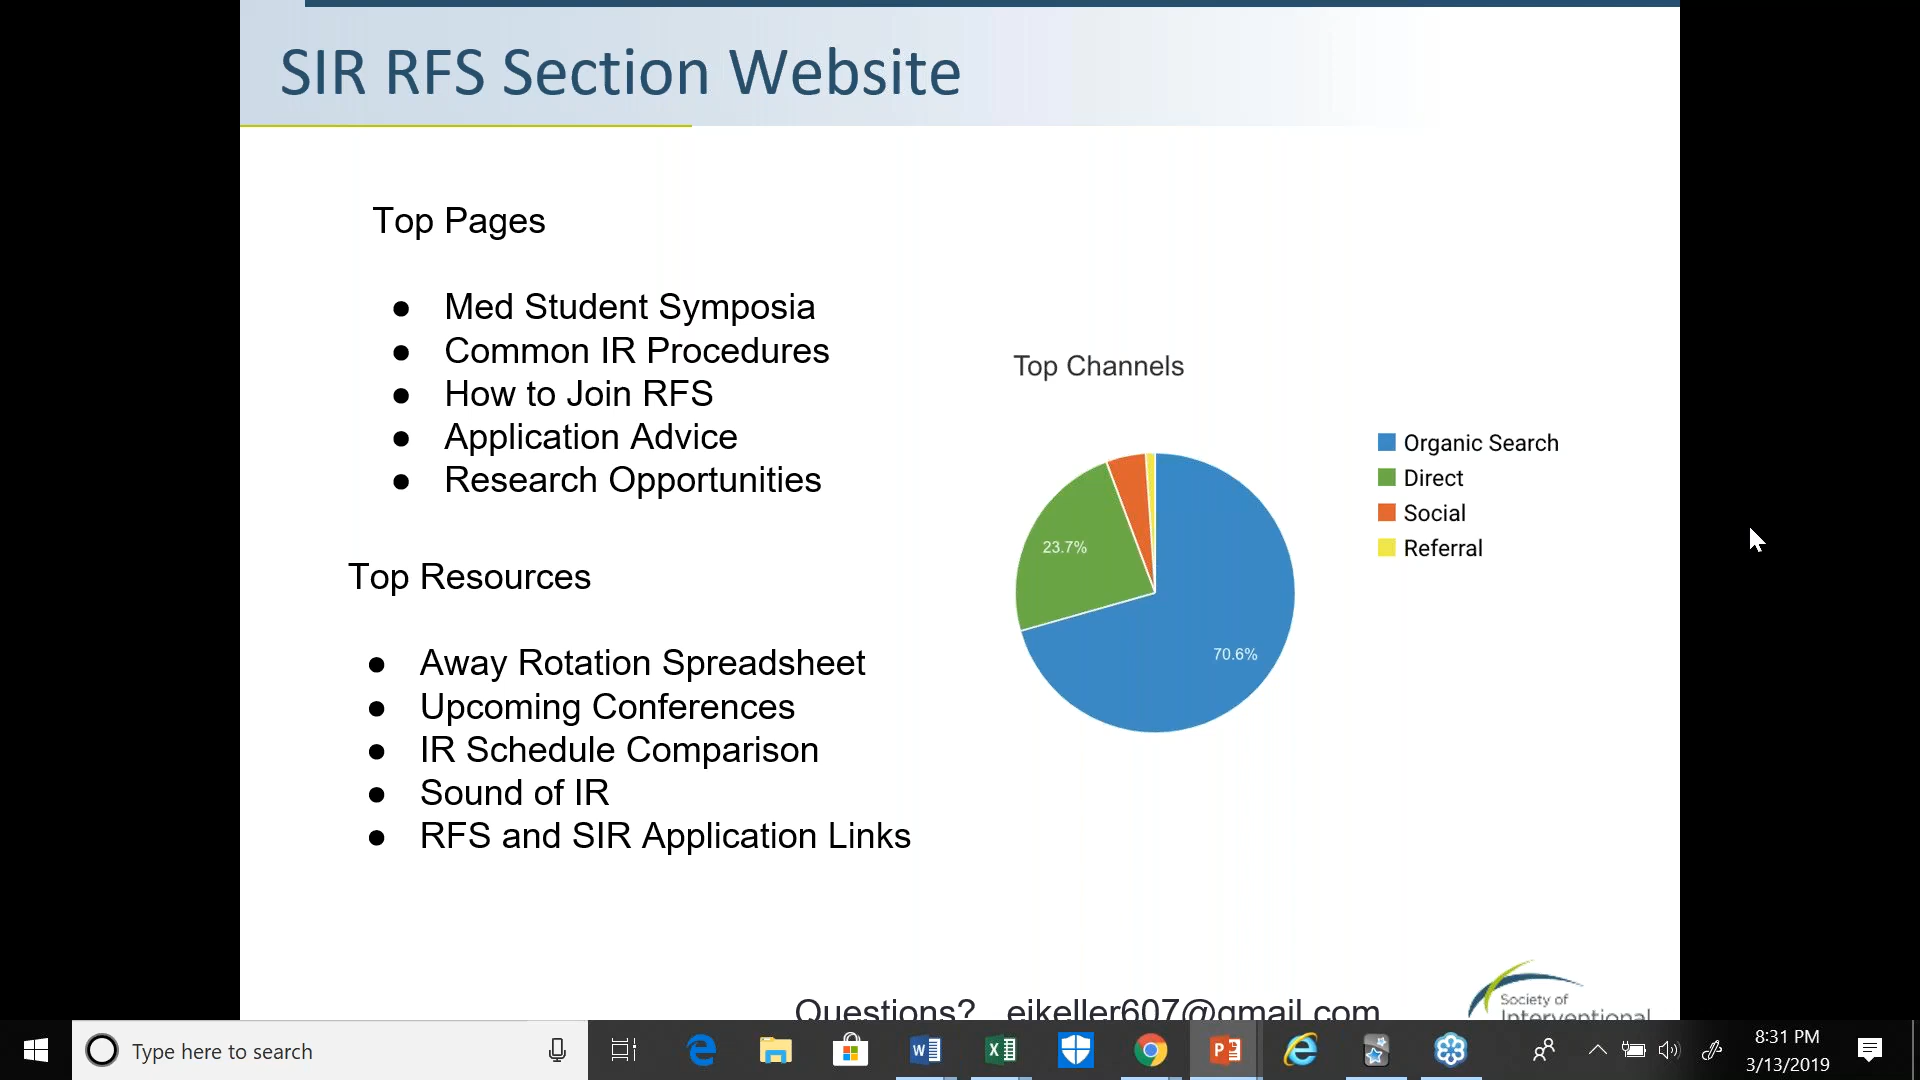 SIR RFS Section Website
Top Pages
● Med Student Symposia
● Common IR Procedures
● How to Join RFS
● Application Advice
● Research Opportunities
Top Resources
● Away Rotation Spreadsheet
● Upcoming Conferences
● IR Schedule Comparison
● Sound of IR
● RFS and SIR Application Links
Top Channels
Organic Search
Direct
Social
Referral
23.7%
70.6%
Questions? eikeller607@gmail.com
Society of
Interventional
Type here to search
8:31 PM
3/13/2019